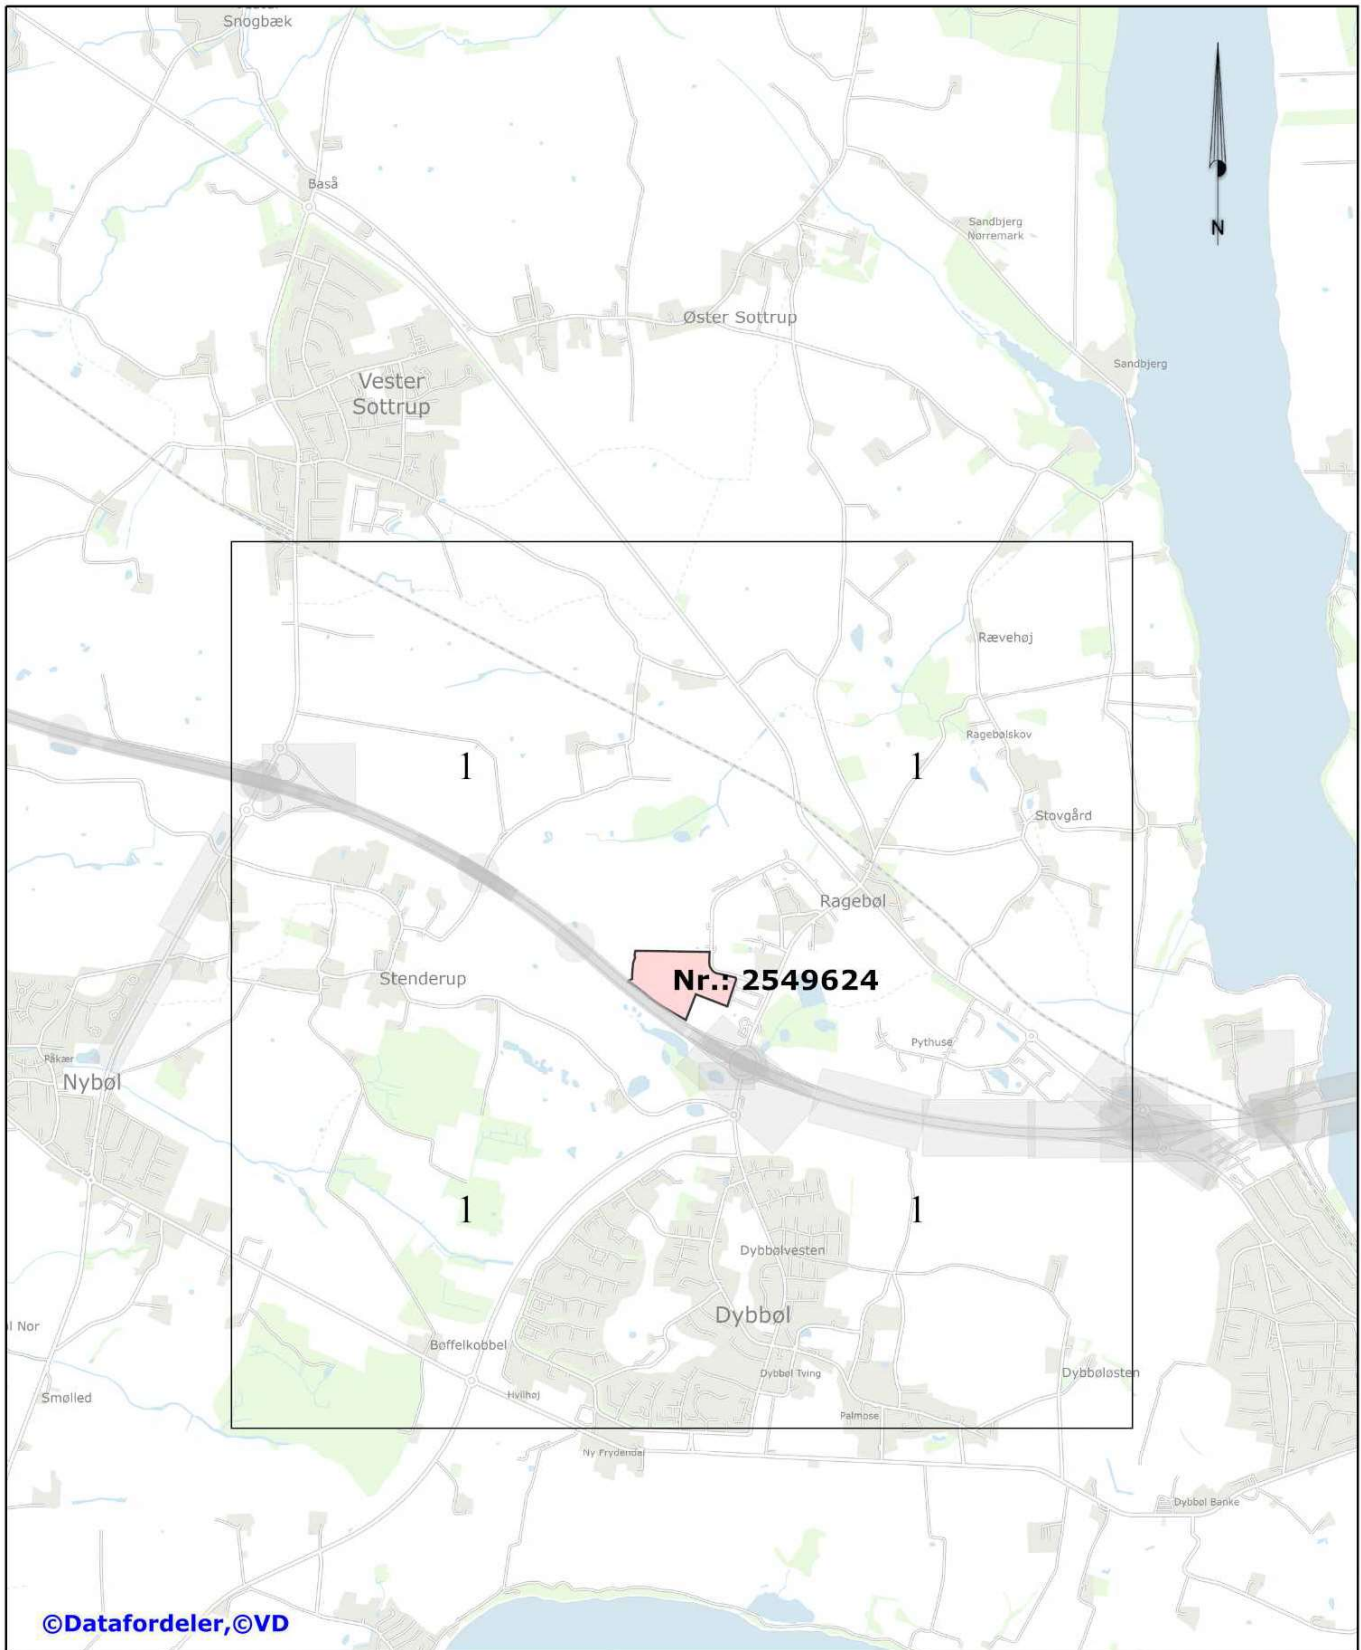 Snogbæk
Baså
Sandbjerg
Nørremark
N
Øster Sottrup
Sandbjerg
Vester
Sottrup
Rævehøj
Ragebølskov
1
1
Stovgård
Ragebøl
Stenderup
Nr.: 2549624
Pythuse
Påkær
Nybøl
1
1
Dybbølvesten
Dybbøl
l Nor
Bøffelkobbel
Dybbøl Tving
Dybbøløsten
Smølled
Hvilhøj
Palmose
Ny Frydendal
Dybbøl Banke
©Datafordeler,©VD